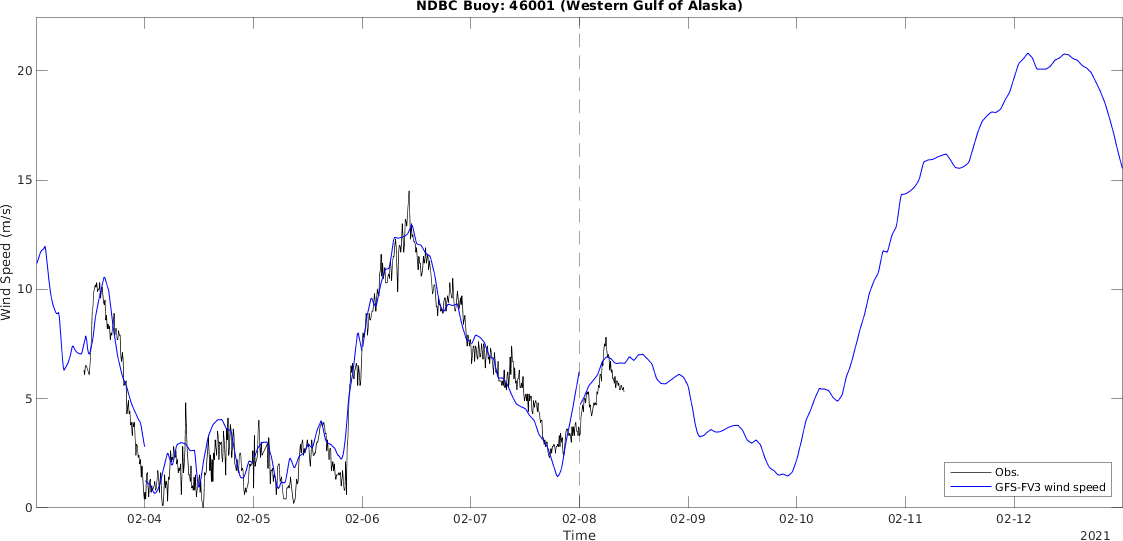 NDBC Buoy: 46001 (Western Gulf of Alaska)
Wind Speed (m/s)
20
15
10
5
0
02-04 02-05 02-06 02-07 02-08 02-09 02-10 02-11 02-12
Time
2021
Obs.
GFS-FV3 wind speed